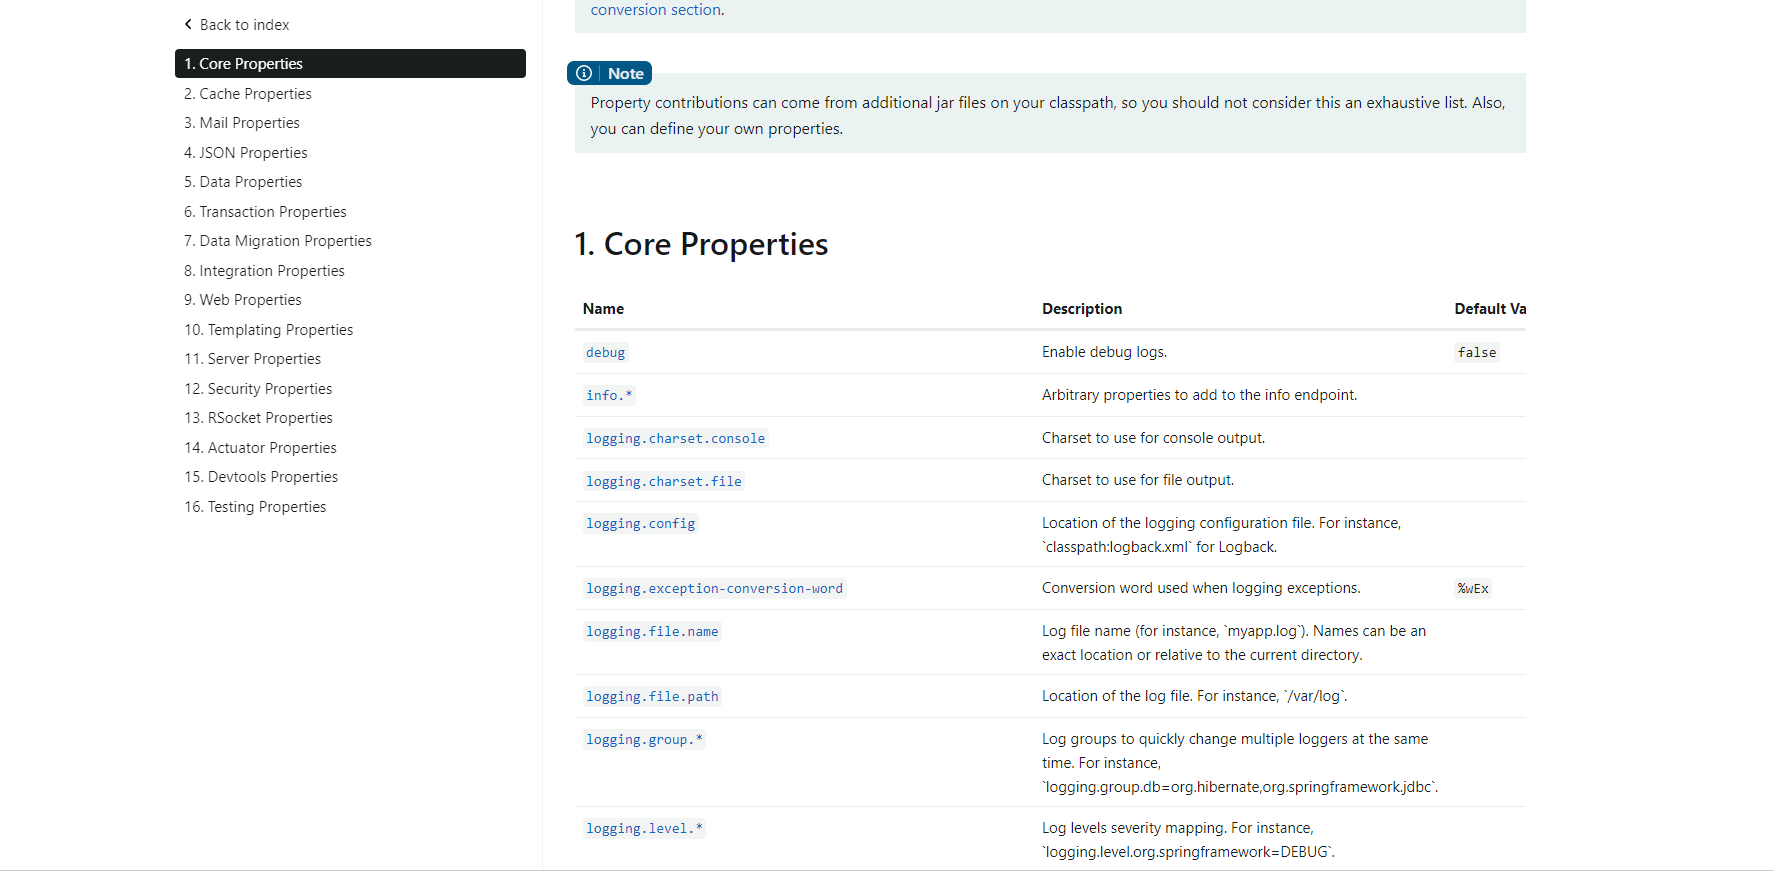 Back to index
1. Core Properties
2. Cache Properties
3. Mail Properties
4. JSON Properties
5. Data Properties
6. Transaction Properties
7. Data Migration Properties
8. Integration Properties
9. Web Properties
10. Templating Properties
11. Server Properties
12. Security Properties
13. RSocket Properties
14. Actuator Properties
15. Devtools Properties
16. Testing Properties
conversion section.
Note
Property contributions can come from additional jar files on your classpath, so you should not consider this an exhaustive list. Also,
you can define your own properties.
1. Core Properties
Name Description Default Va
debug Enable debug logs. false
info.* Arbitrary properties to add to the info endpoint.
logging.charset.console Charset to use for console output.
logging.charset.file Charset to use for file output.
logging.config Location of the logging configuration file. For instance,
`classpath:logback.xml` for Logback.
logging.exception-conversion-word Conversion word used when logging exceptions. %wEx
logging.file.name Log file name (for instance, `myapp.log`). Names can be an
exact location or relative to the current directory.
logging.file.path Location of the log file. For instance, `/var/log`.
logging.group.* Log groups to quickly change multiple loggers at the same
time. For instance,
`logging.group.db=org.hibernate,org.springframework.jdbc`.
logging.level.* Log levels severity mapping. For instance,
`logging.level.org.springframework=DEBUG`.